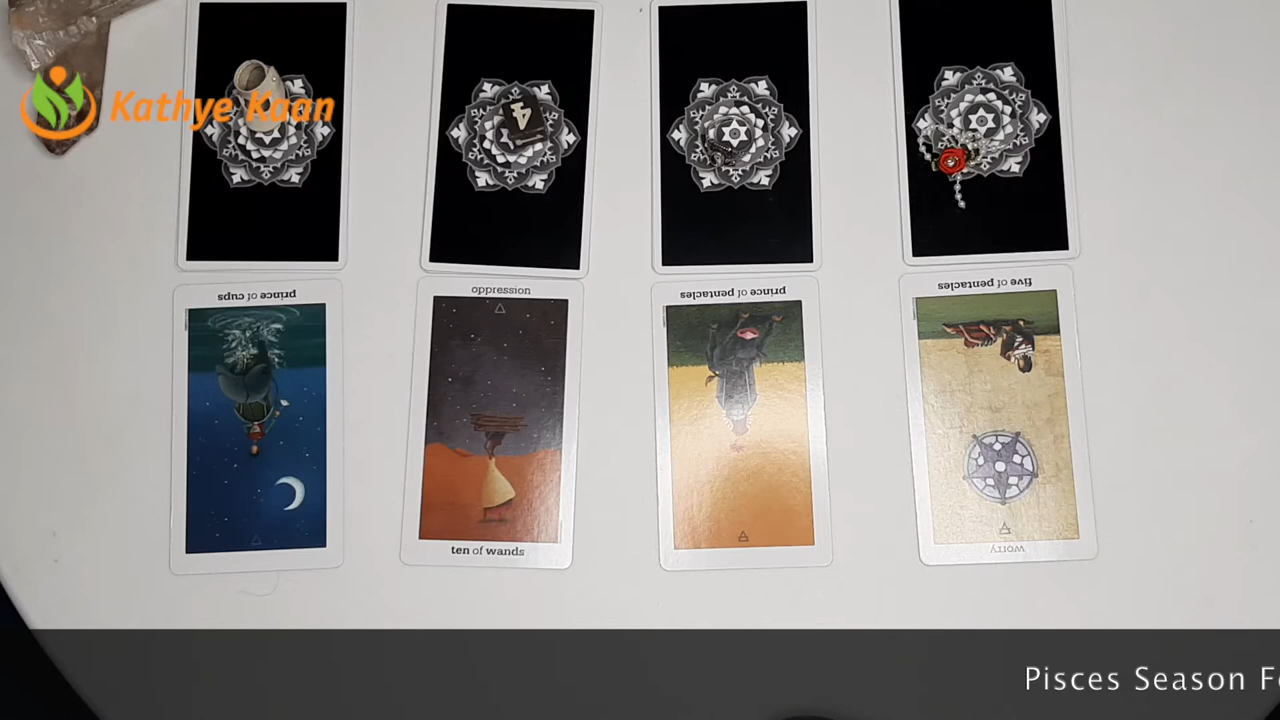 Kathye Kaan
prince of cups
oppression
ten of wands
prince of pentacles
five of pentacles
worry
Pisces Season Fo